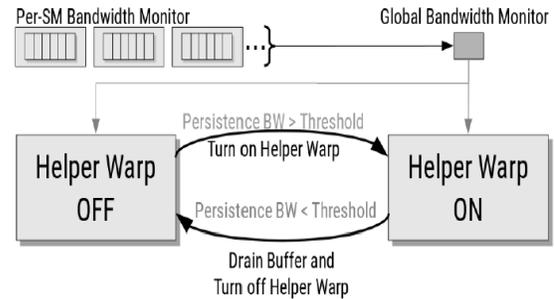 Per-SM Bandwidth Monitor
Global Bandwidth Monitor
Persistence BW > Threshold
Turn on Helper Warp
Helper Warp
OFF
Helper Warp
ON
Persistence BW < Threshold
Drain Buffer and
Turn off Helper Warp